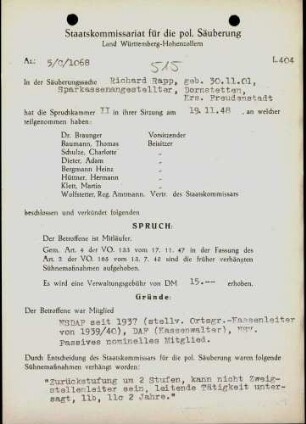 Staatskommissariat für die pol. Säuberung
Land Württemberg-Hohenzollern
Az.: 5/C/1068
515
L 404
In der Säuberungssache Richard Rapp, geb. 30.11.01,
Sparkassenangestellter, Dornstetten,
Krs. Freudenstadt
hat die Spruchkammer II in ihrer Sitzung am 19.11.48. an welcher
teilgenommen haben:
Dr. Braunger Vorsitzender
Baumann, Thomas Beisitzer
Schulze, Charlotte „
Dieter, Adam „
Bergmann Heinz „
Hüttner, Hermann „
Klett, Martin „
Wolfstetter, Reg. Amtmann. Vertr. des Staatskommissars
beschlossen und verkündet folgenden
SPRUCH:
Der Betroffene ist Mitläufer.
Gem. Art. 4 der VO. 133 vom 17. 11. 47 in der Fassung des
Art. 2 der VO. 165 vom 13. 7. 48 sind die früher verhängten
Sühnemaßnahmen aufgehoben.
Es wird eine Verwaltungsgebühr von DM 15.-- erhoben.
Gründe:
Der Betroffene war Mitglied
NSDAP seit 1937 (stellv. Ortsgr.-Kassenleiter
von 1939/40), DAF (Kassenwalter), NSV.
Passives nominelles Mitglied.
Durch Entscheidung des Staatskommissars für die pol. Säuberung waren folgende
Sühnemaßnahmen verhängt worden:
"Zurückstufung um 2 Stufen, kann nicht Zweig-
stellenleiter sein, leitende Tätigkeit unter-
sagt, 11b, 11c 2 Jahre."